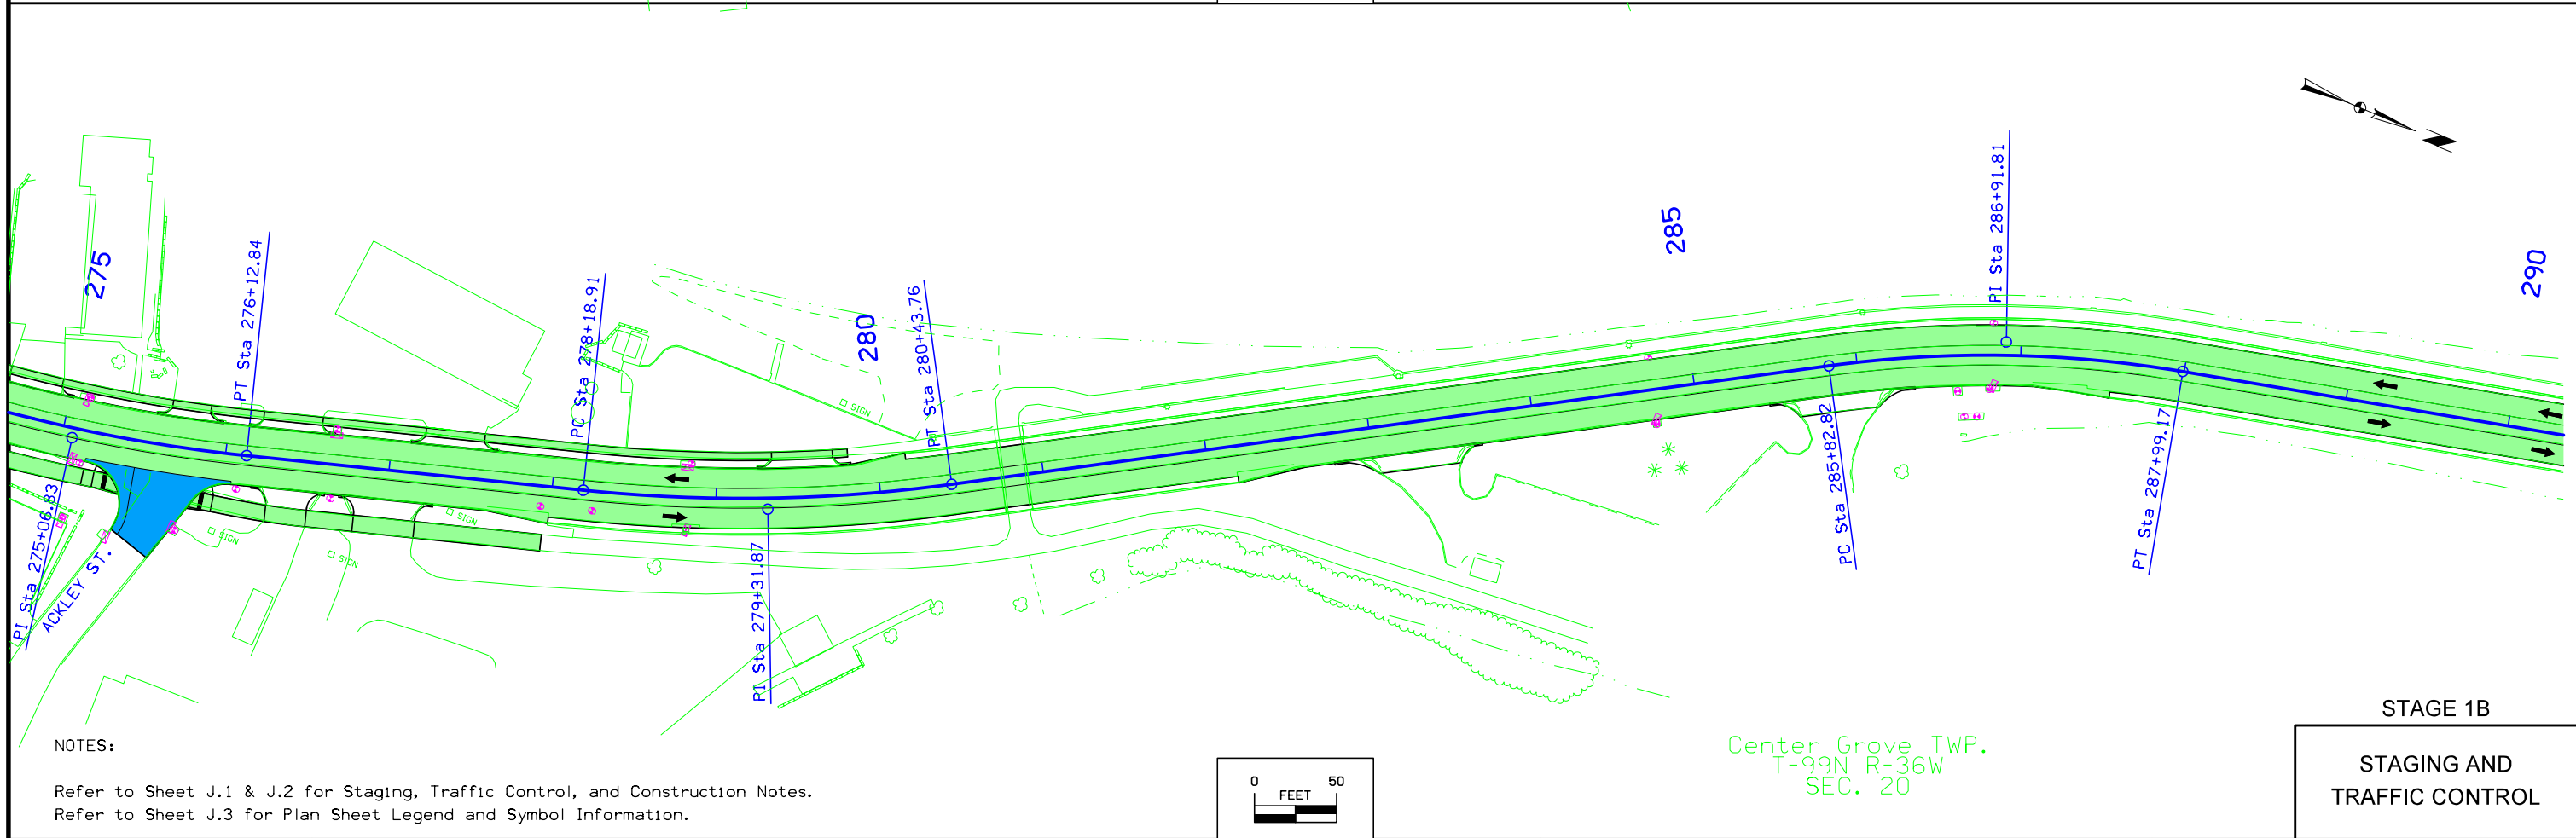 275
PT Sta 276+12.84
PC Sta 278+18.91
280
PT Sta 280+43.76
285
PI Sta 286+91.81
290
SIGN
SIGN
SIGN
SIGN
PI Sta 275+06.83
ACKLEY ST.
PI Sta 279+31.87
PC Sta 285+82.82
PT Sta 287+99.17
NOTES:
Refer to Sheet J.1 & J.2 for Staging, Traffic Control, and Construction Notes.
Refer to Sheet J.3 for Plan Sheet Legend and Symbol Information.
0 50
FEET
Center Grove TWP.
T-99N R-36W
SEC. 20
STAGE 1B
STAGING AND
TRAFFIC CONTROL